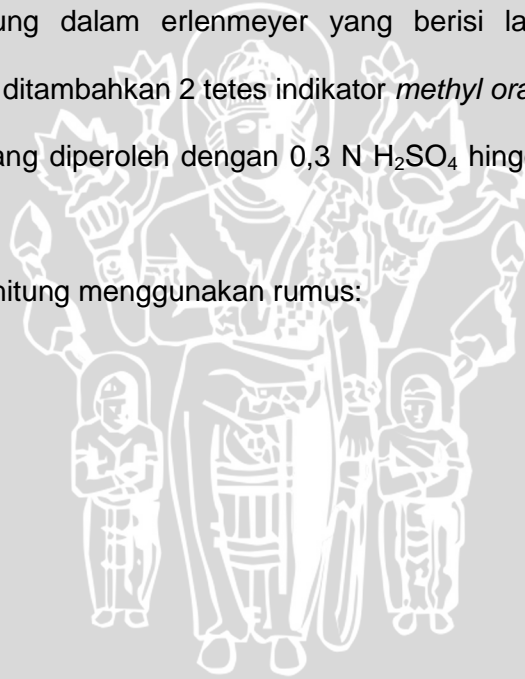 ung dalam erlenmeyer yang berisi la
ditambahkan 2 tetes indikator methyl ora
ang diperoleh dengan 0,3 N H₂SO₄ hing
hitung menggunakan rumus: